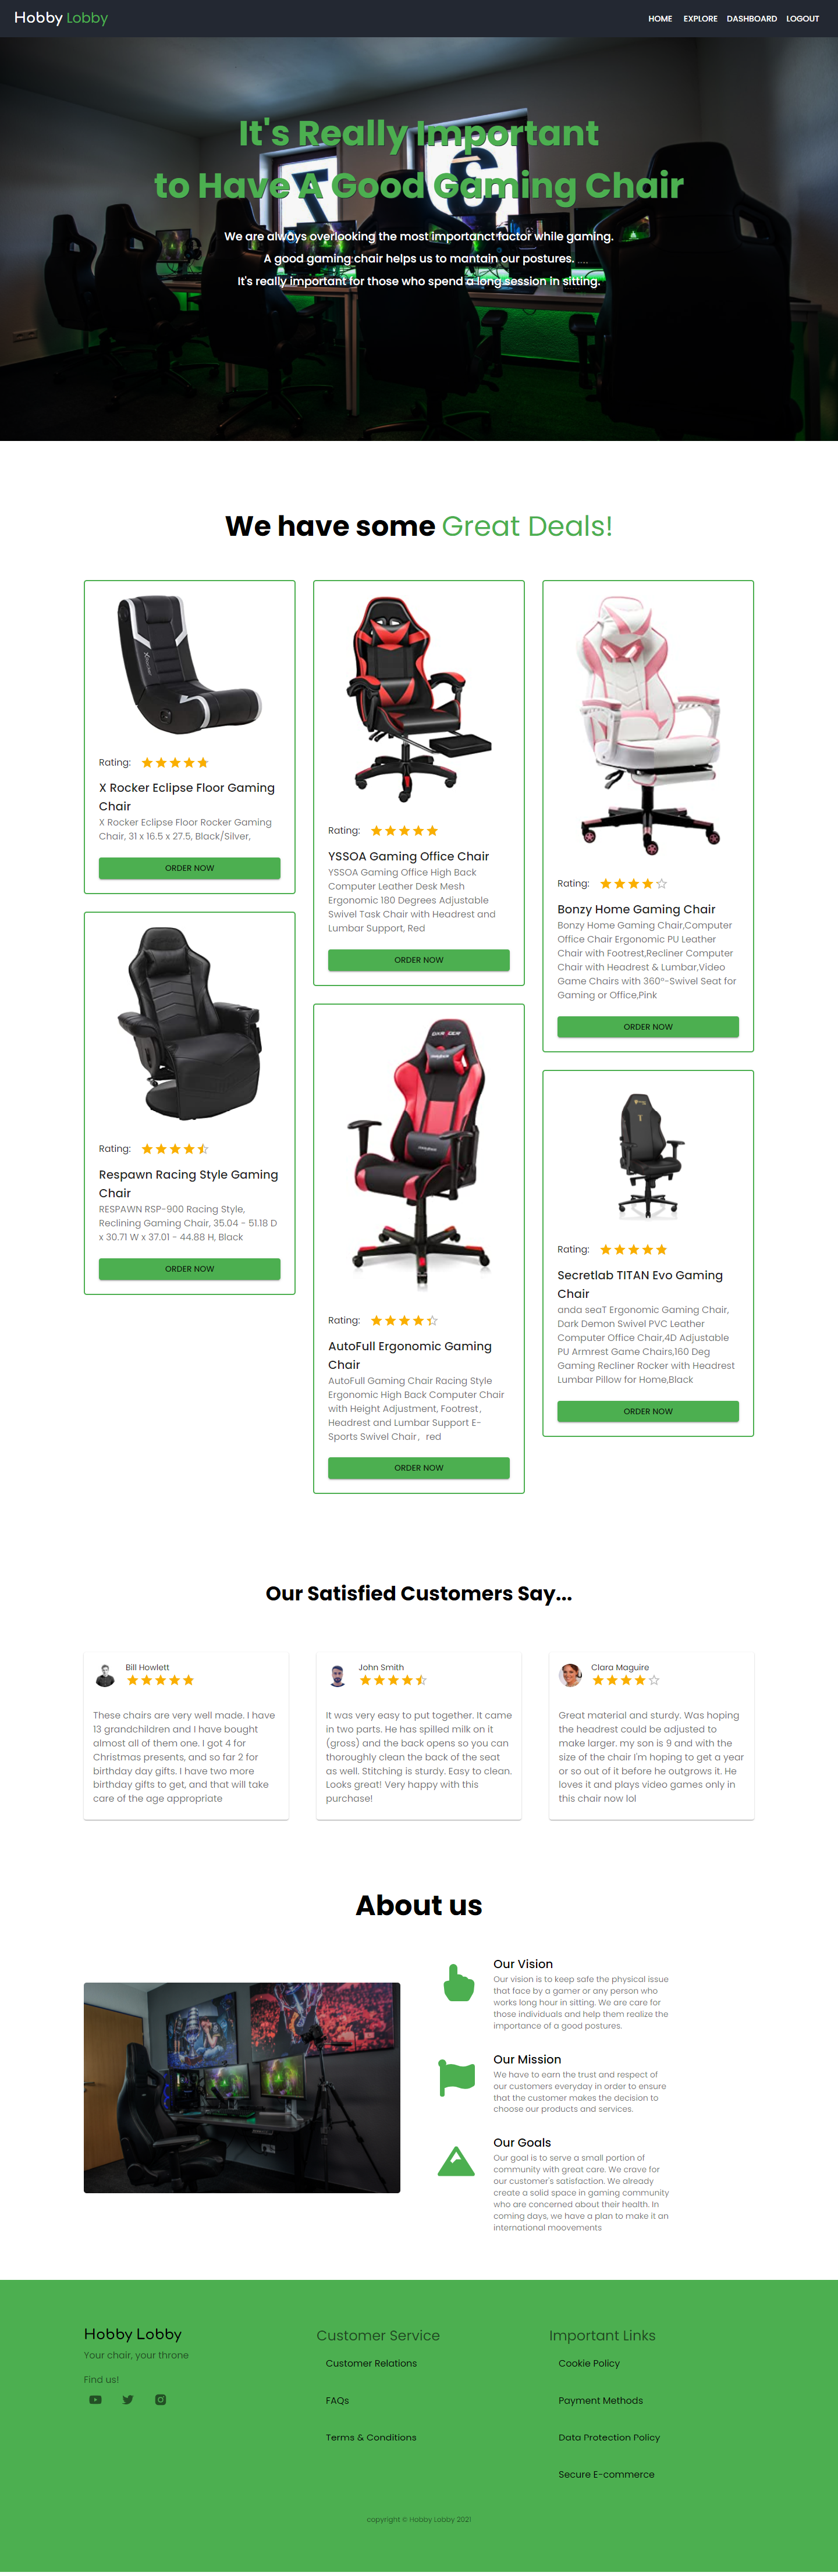 Hobby Lobby
HOME EXPLORE DASHBOARD LOGOUT
It's Really Important
to Have A Good Gaming Chair
We are always overlooking the most importanct factor while gaming.
A good gaming chair helps us to mantain our postures. ....
It's really important for those who spend a long session in sitting.
We have some Great Deals!
Rating:
X Rocker Eclipse Floor Gaming
Chair
X Rocker Eclipse Floor Rocker Gaming
Chair, 31 x 16.5 x 27.5, Black/Silver,
ORDER NOW
Rating:
Respawn Racing Style Gaming
Chair
RESPAWN RSP-900 Racing Style,
Reclining Gaming Chair, 35.04 - 51.18 D
x 30.71 W x 37.01 - 44.88 H, Black
ORDER NOW
Rating:
YSSOA Gaming Office Chair
YSSOA Gaming Office High Back
Computer Leather Desk Mesh
Ergonomic 180 Degrees Adjustable
Swivel Task Chair with Headrest and
Lumbar Support, Red
ORDER NOW
Rating:
AutoFull Ergonomic Gaming
Chair
AutoFull Gaming Chair Racing Style
Ergonomic High Back Computer Chair
with Height Adjustment, Footrest，
Headrest and Lumbar Support E-
Sports Swivel Chair，red
ORDER NOW
Rating:
Bonzy Home Gaming Chair
Bonzy Home Gaming Chair,Computer
Office Chair Ergonomic PU Leather
Chair with Footrest,Recliner Computer
Chair with Headrest & Lumbar,Video
Game Chairs with 360°-Swivel Seat for
Gaming or Office,Pink
ORDER NOW
Rating:
Secretlab TITAN Evo Gaming
Chair
anda seaT Ergonomic Gaming Chair,
Dark Demon Swivel PVC Leather
Computer Office Chair,4D Adjustable
PU Armrest Game Chairs,160 Deg
Gaming Recliner Rocker with Headrest
Lumbar Pillow for Home,Black
ORDER NOW
Our Satisfied Customers Say...
Bill Howlett
These chairs are very well made. I have
13 grandchildren and I have bought
almost all of them one. I got 4 for
Christmas presents, and so far 2 for
birthday day gifts. I have two more
birthday gifts to get, and that will take
care of the age appropriate
John Smith
It was very easy to put together. It came
in two parts. He has spilled milk on it
(gross) and the back opens so you can
thoroughly clean the back of the seat
as well. Stitching is sturdy. Easy to clean.
Looks great! Very happy with this
purchase!
Clara Maguire
Great material and sturdy. Was hoping
the headrest could be adjusted to
make larger. my son is 9 and with the
size of the chair I'm hoping to get a year
or so out of it before he outgrows it. He
loves it and plays video games only in
this chair now lol
About us
Our Vision
Our vision is to keep safe the physical issue
that face by a gamer or any person who
works long hour in sitting. We are care for
those individuals and help them realize the
importance of a good postures.
Our Mission
We have to earn the trust and respect of
our customers everyday in order to ensure
that the customer makes the decision to
choose our products and services.
Our Goals
Our goal is to serve a small portion of
community with great care. We crave for
our customer's satisfaction. We already
create a solid space in gaming community
who are concerned about their health. In
coming days, we have a plan to make it an
international moovements
Hobby Lobby
Your chair, your throne
Find us!
Customer Service
Customer Relations
FAQs
Terms & Conditions
Important Links
Cookie Policy
Payment Methods
Data Protection Policy
Secure E-commerce
copyright © Hobby Lobby 2021